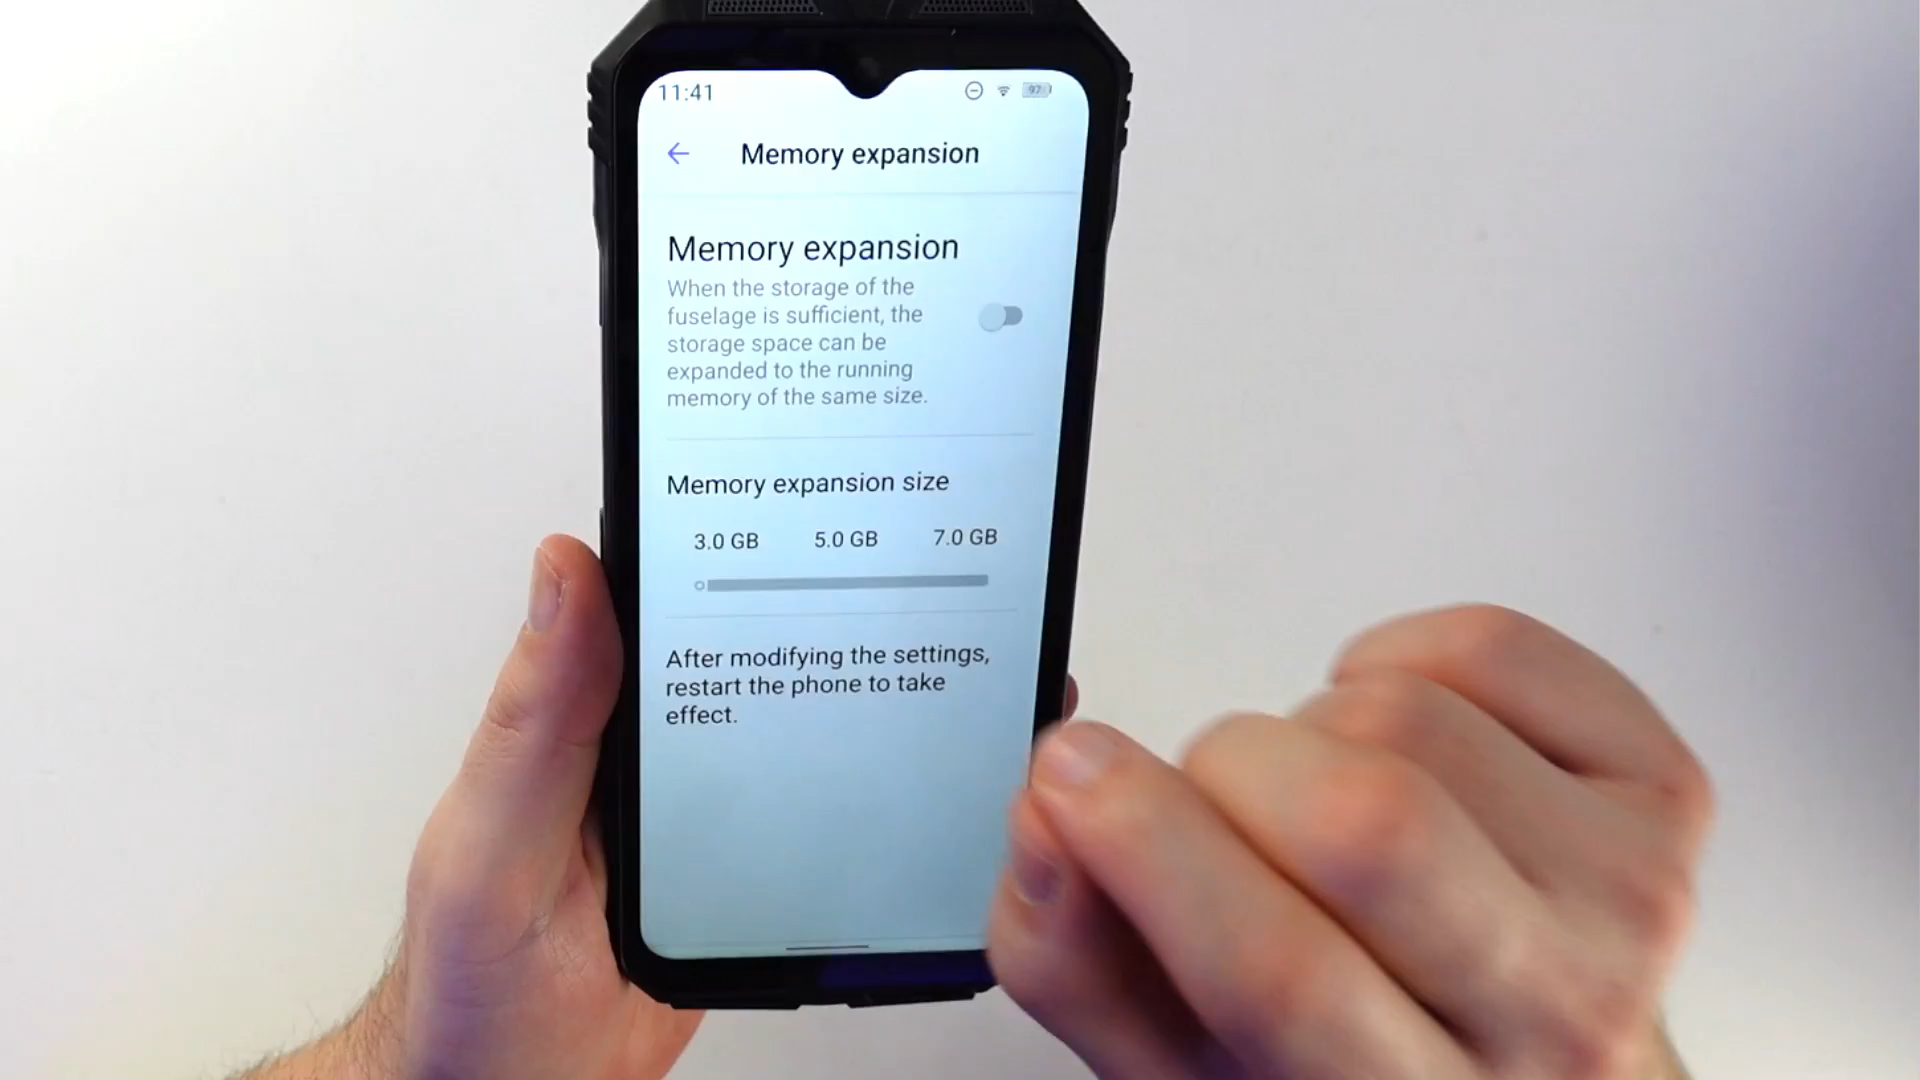 11:41
97
Memory expansion
Memory expansion
When the storage of the
fuselage is sufficient, the
storage space can be
expanded to the running
memory of the same size.
Memory expansion size
3.0 GB 5.0 GB 7.0 GB
After modifying the settings,
restart the phone to take
effect.